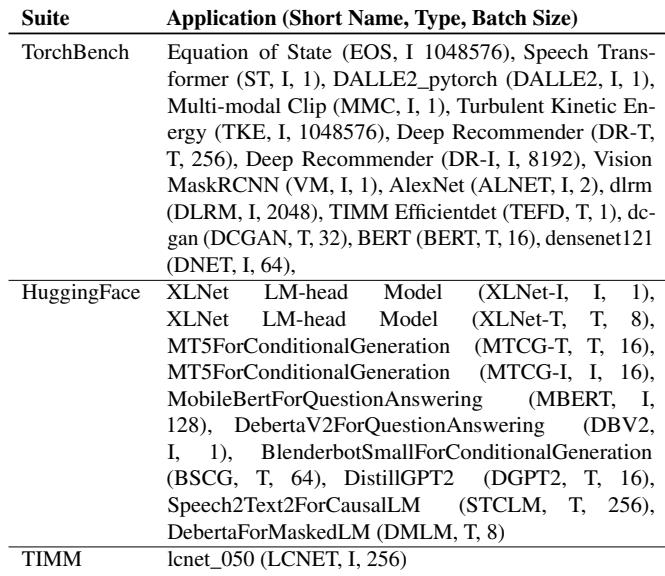 Suite Application (Short Name, Type, Batch Size)
TorchBench Equation of State (EOS, I 1048576), Speech Trans-
former (ST, I, 1), DALLE2_pytorch (DALLE2, I, 1),
Multi-modal Clip (MMC, I, 1), Turbulent Kinetic En-
ergy (TKE, I, 1048576), Deep Recommender (DR-T,
T, 256), Deep Recommender (DR-I, I, 8192), Vision
MaskRCNN (VM, I, 1), AlexNet (ALNET, I, 2), dlrm
(DLRM, I, 2048), TIMM Efficientdet (TEFD, T, 1), dc-
gan (DCGAN, T, 32), BERT (BERT, T, 16), densenet121
(DNET, I, 64),
HuggingFace XLNet LM-head Model (XLNet-I, I, 1),
XLNet LM-head Model (XLNet-T, T, 8),
MT5ForConditionalGeneration (MTCG-T, T, 16),
MT5ForConditionalGeneration (MTCG-I, I, 16),
MobileBertForQuestionAnswering (MBERT, I,
128), DebertaV2ForQuestionAnswering (DBV2,
I, 1), BlenderbotSmallForConditionalGeneration
(BSCG, T, 64), DistillGPT2 (DGPT2, T, 16),
Speech2Text2ForCausalLM (STCLM, T, 256),
DebertaForMaskedLM (DMLM, T, 8)
TIMM lcnet_050 (LCNET, I, 256)